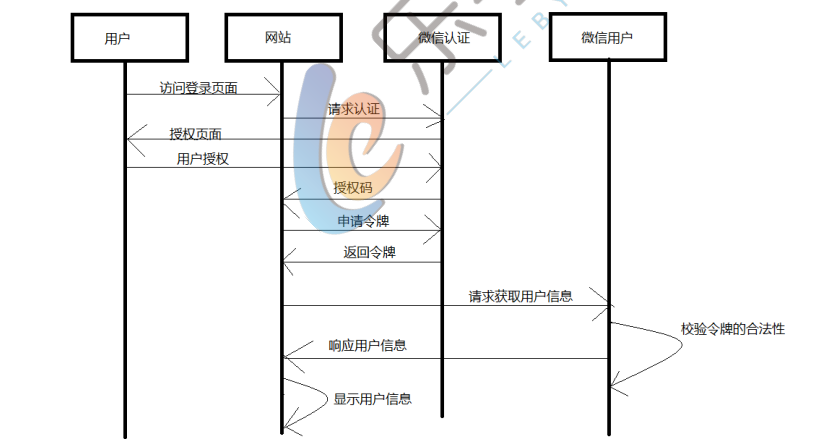 用户
网站
微信认证
微信用户
访问登录页面
请求认证
授权页面
用户授权
授权码
申请令牌
返回令牌
请求获取用户信息
校验令牌的合法性
响应用户信息
显示用户信息
LEBY